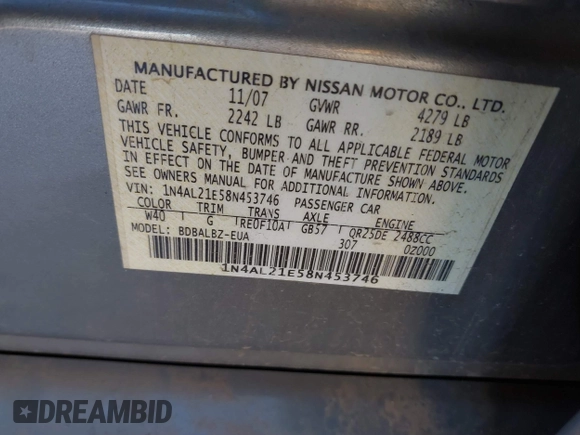 MANUFACTURED BY NISSAN MOTOR CO., LTD.
DATE 11/07 GVWR 4279 LB
GAWR FR. 2242 LB GAWR RR. 2189 LB
THIS VEHICLE CONFORMS TO ALL APPLICABLE FEDERAL MOTOR
VEHICLE SAFETY, BUMPER AND THEFT PREVENTION STANDARDS
IN EFFECT ON THE DATE OF MANUFACTURE SHOWN ABOVE.
SEE OWNERS MANUAL FOR ADDITIONAL INFORMATION.
VIN: 1N4AL21E58N453746 PASSENGER CAR
COLOR TRIM TRANS AXLE ENGINE
W40 G RE0F10A GB57 QR25DE 2488CC
MODEL: BDBALBZ-EUA 307 0Z000
1N4AL21E58N453746
DREAMBID